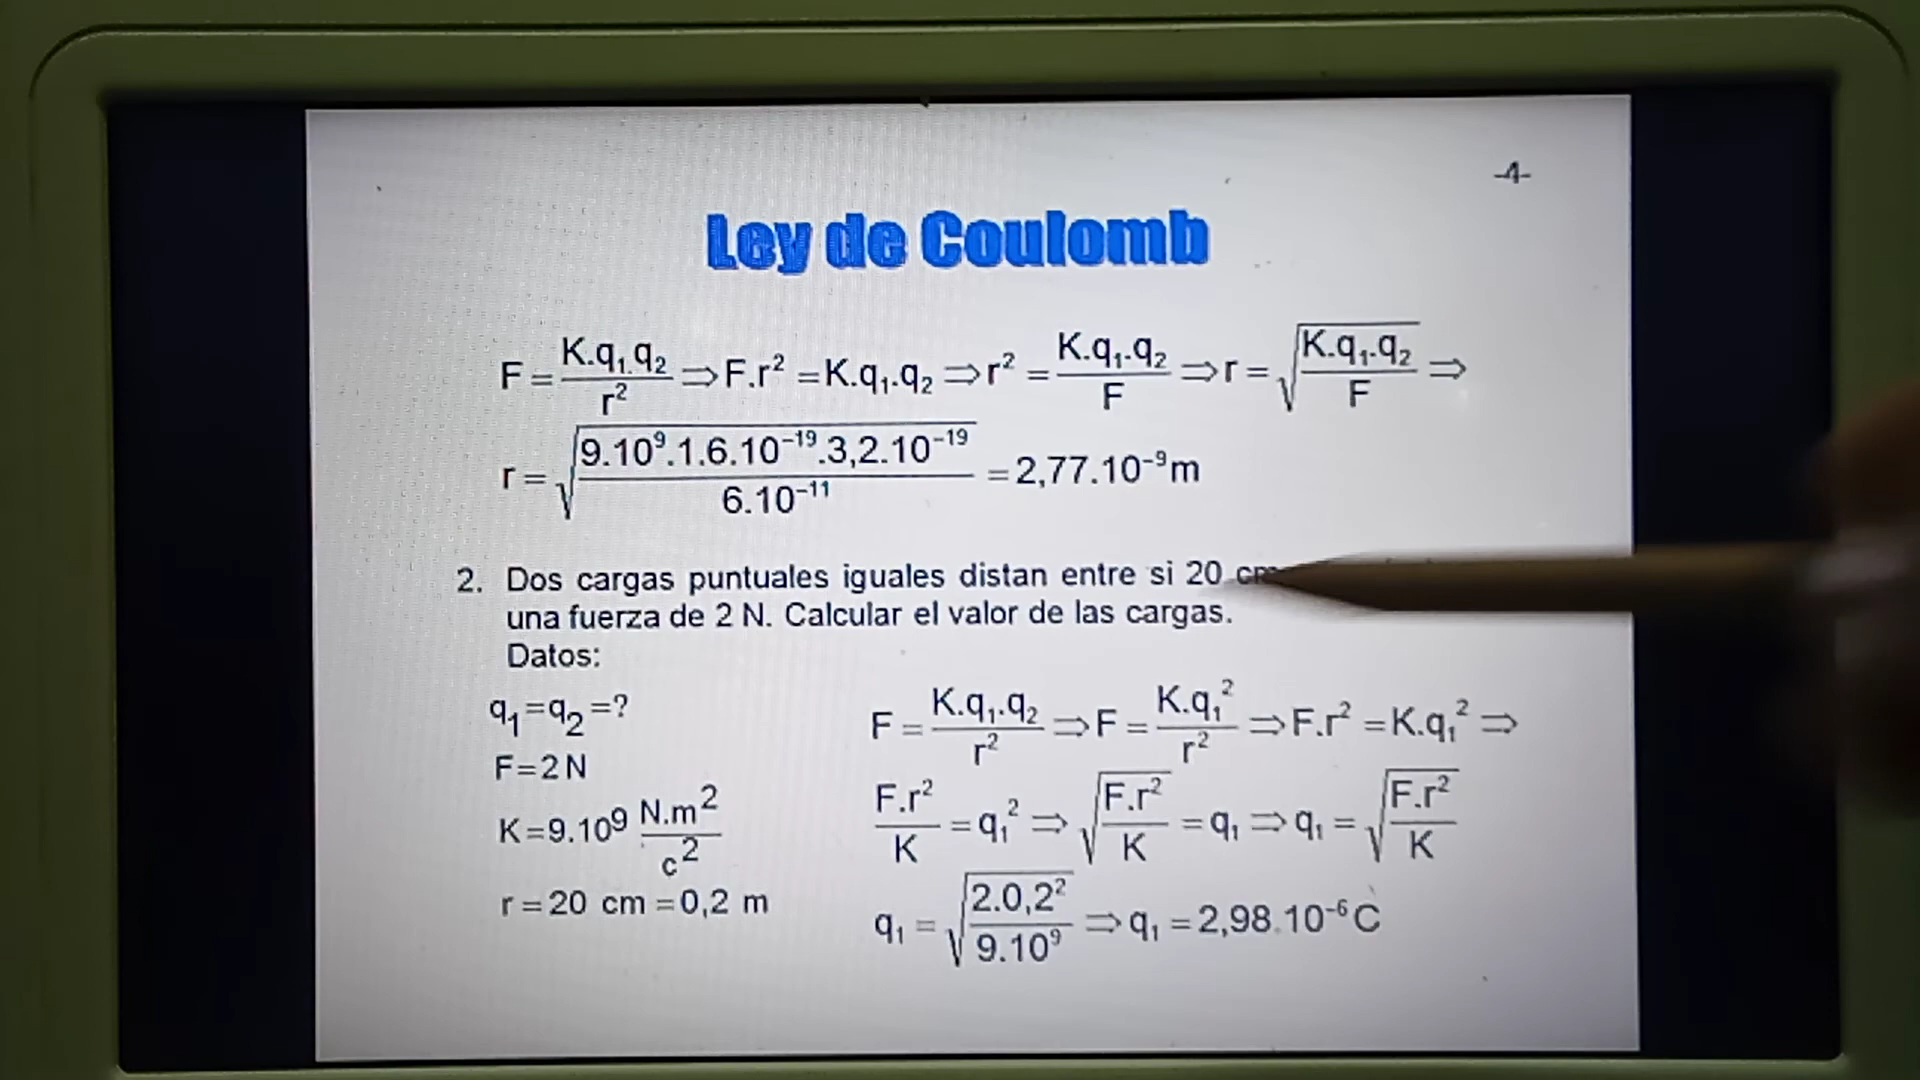 -4-
Ley de Coulomb
F = K.q₁.q₂ / r² ⇒ F.r² = K.q₁.q₂ ⇒ r² = K.q₁.q₂ / F ⇒ r = √(K.q₁.q₂ / F) ⇒
r = √(9.10⁹.1.6.10⁻¹⁹.3,2.10⁻¹⁹ / 6.10⁻¹¹) = 2,77.10⁻⁹m
2. Dos cargas puntuales iguales distan entre si 20
una fuerza de 2 N. Calcular el valor de las cargas.
Datos:
q₁=q₂=?
F=2N
K=9.10⁹ N.m² / c²
r = 20 cm = 0,2 m
F = K.q₁.q₂ / r² ⇒ F = K.q₁² / r² ⇒ F.r² = K.q₁² ⇒
F.r² / K = q₁² ⇒ √(F.r² / K) = q₁ ⇒ q₁ = √(F.r² / K)
q₁ = √(2.0,2² / 9.10⁹) ⇒ q₁ = 2,98.10⁻⁶C